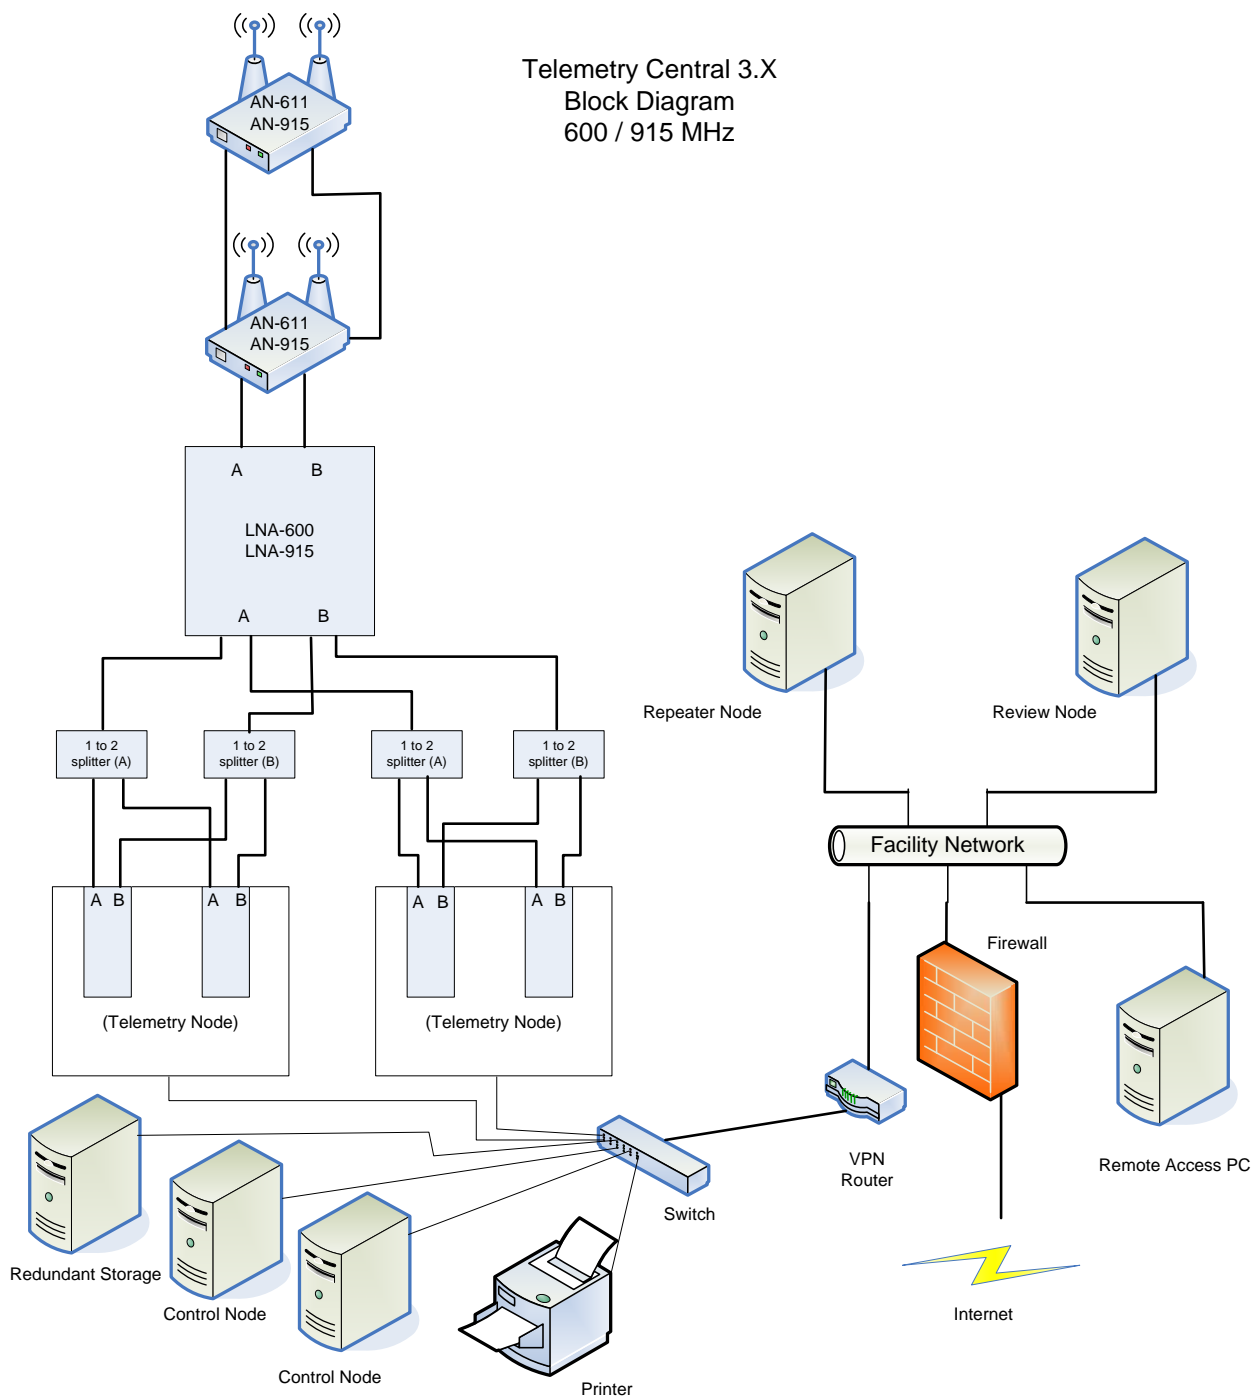 Telemetry Central 3.X
Block Diagram
600 / 915 MHz
AN-611
AN-915
AN-611
AN-915
A B
LNA-600
LNA-915
A B
1 to 2
splitter (A)
1 to 2
splitter (B)
1 to 2
splitter (A)
1 to 2
splitter (B)
A B A B
A B A B
(Telemetry Node)
(Telemetry Node)
Repeater Node
Review Node
Facility Network
Firewall
VPN
Router
Remote Access PC
Switch
Redundant Storage
Control Node
Control Node
Printer
Internet